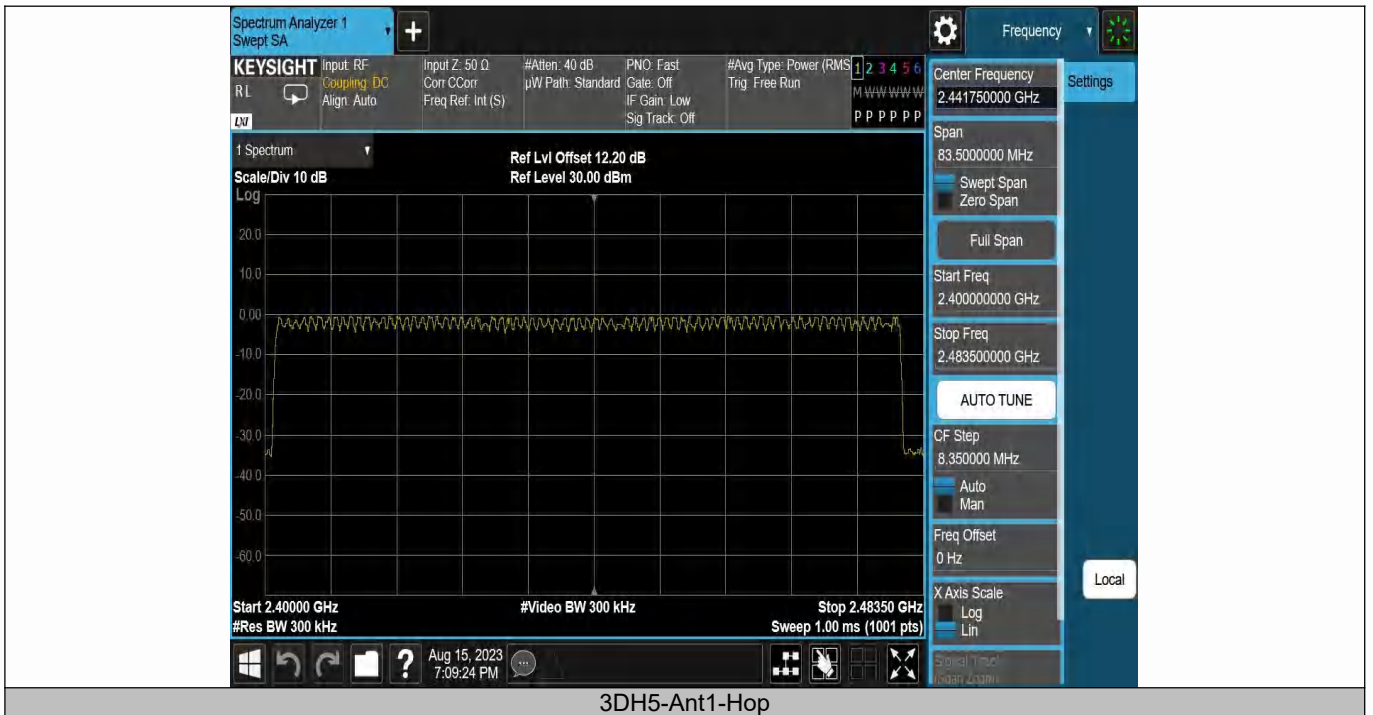 Spectrum Analyzer 1
Swept SA
Frequency
KEYSIGHT
RL
LXI
Input: RF
Coupling: DC
Align: Auto
Input Z: 50 Ω
Corr CCorr
Freq Ref: Int (S)
#Atten: 40 dB
µW Path: Standard
PNO: Fast
Gate: Off
IF Gain: Low
Sig Track: Off
#Avg Type: Power (RMS
Trig: Free Run
1 2 3 4 5 6
M W W W W W
P P P P P P
1 Spectrum
Scale/Div 10 dB
Ref Lvl Offset 12.20 dB
Ref Level 30.00 dBm
Log
20.0
10.0
0.00
-10.0
-20.0
-30.0
-40.0
-50.0
-60.0
Start 2.40000 GHz
#Res BW 300 kHz
#Video BW 300 kHz
Stop 2.48350 GHz
Sweep 1.00 ms (1001 pts)
Aug 15, 2023
7:09:24 PM
Center Frequency
2.441750000 GHz
Settings
Span
83.5000000 MHz
Swept Span
Zero Span
Full Span
Start Freq
2.400000000 GHz
Stop Freq
2.483500000 GHz
AUTO TUNE
CF Step
8.350000 MHz
Auto
Man
Freq Offset
0 Hz
X Axis Scale
Log
Lin
Local
Signal Track
(Span Zoom)
3DH5-Ant1-Hop